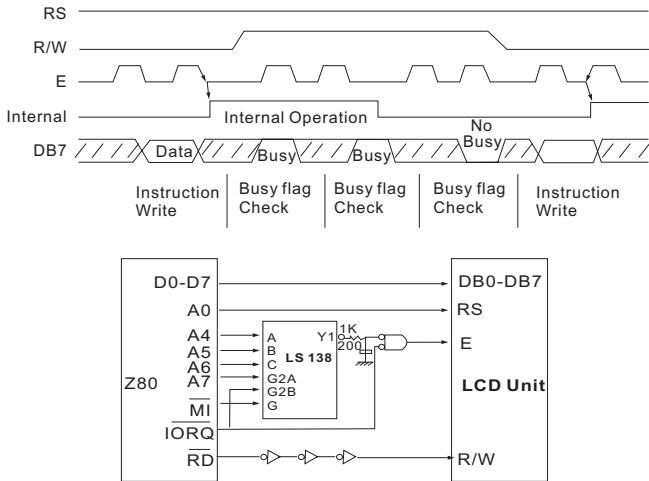 RS
R/W
E
Internal Internal Operation
DB7 Data Busy Busy No Busy
Instruction Write Busy flag Check Busy flag Check Busy flag Check Instruction Write
D0-D7 DB0-DB7
A0 RS
A4 A Y1 1K
A5 B LS 138 200 E
A6 C
A7 G2A LCD Unit
Z80 G2B
MI G
IORQ
RD R/W